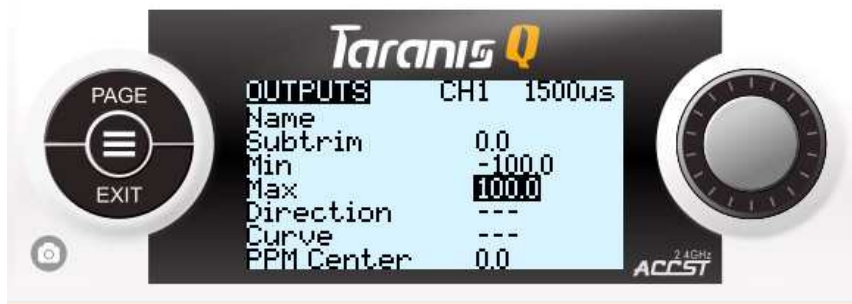 Taranis Q
PAGE
EXIT
OUTPUTS CH1 1500us
Name
Subtrim 0.0
Min -100.0
Max 100.0
Direction ---
Curve ---
PPM Center 0.0
2.4GHz
ACCST